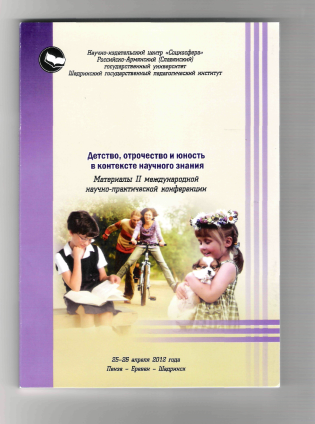 Научно-издательский центр «Социосфера»
Российско-Армянский (Славянский)
государственный университет
Шадринский государственный педагогический институт
Детство, отрочество и юность
в контексте научного знания
Материалы II международной
научно-практической конференции
25–26 апреля 2012 года
Пенза – Ереван – Шадринск